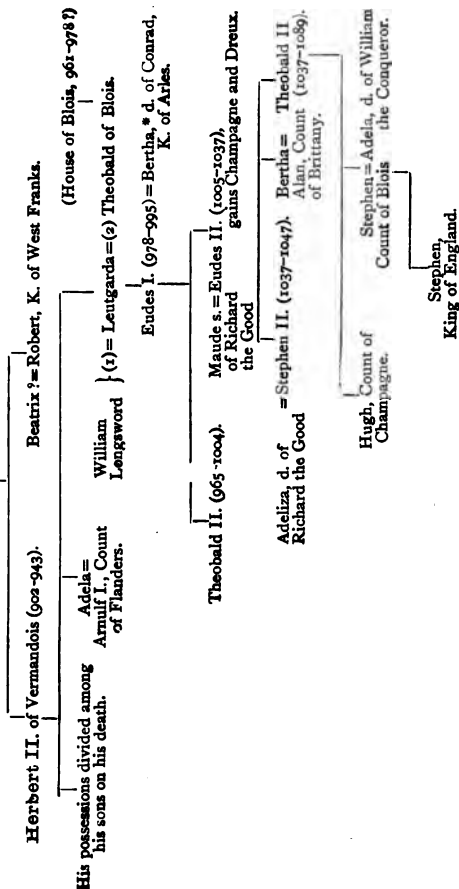 Herbert II. of Vermandois (902-943).
Beatrix ?= Robert, K. of West Franks.
(House of Blois, 961-978?)
His possessions divided among
his sons on his death.
Adela=
Arnulf I., Count
of Flanders.
William
Longsword
} (1) = Leutgarda = (2) Theobald of Blois.
Eudes I. (978-995) = Bertha,* d. of Conrad,
K. of Arles.
Theobald II. (965-1004).
Maude s. = Eudes II. (1005-1037),
of Richard
the Good
gains Champagne and Dreux.
Adeliza, d. of
Richard the Good
= Stephen II. (1037-1047).
Bertha =
Alan, Count
of Brittany.
Theobald II
(1037-1089).
Hugh, Count of
Champagne.
Stephen = Adela, d. of William
Count of Blois the Conqueror.
Stephen,
King of England.